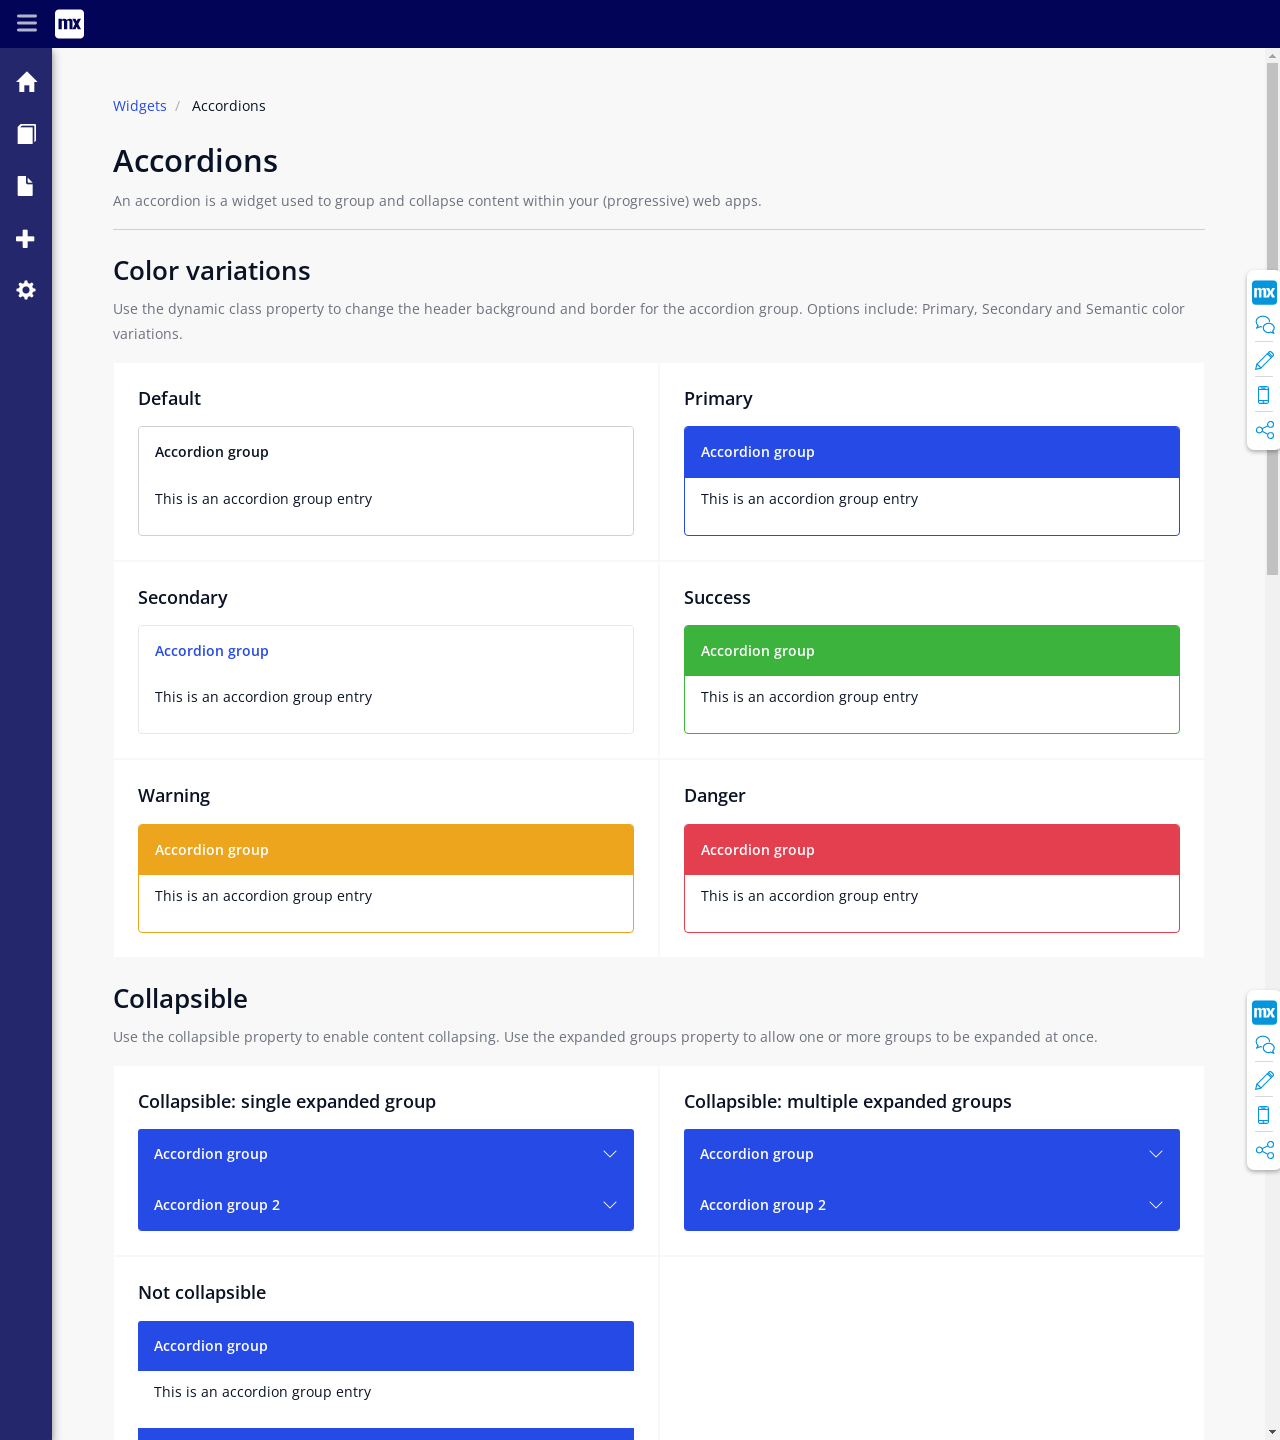 mx
Widgets / Accordions
Accordions
An accordion is a widget used to group and collapse content within your (progressive) web apps.
Color variations
Use the dynamic class property to change the header background and border for the accordion group. Options include: Primary, Secondary and Semantic color
variations.
Default
Accordion group
This is an accordion group entry
Primary
Accordion group
This is an accordion group entry
Secondary
Accordion group
This is an accordion group entry
Success
Accordion group
This is an accordion group entry
Warning
Accordion group
This is an accordion group entry
Danger
Accordion group
This is an accordion group entry
Collapsible
Use the collapsible property to enable content collapsing. Use the expanded groups property to allow one or more groups to be expanded at once.
Collapsible: single expanded group
Accordion group
Accordion group 2
Collapsible: multiple expanded groups
Accordion group
Accordion group 2
Not collapsible
Accordion group
This is an accordion group entry
mx
mx